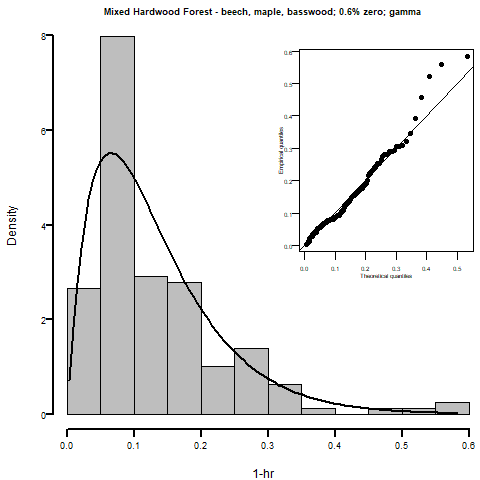 Mixed Hardwood Forest - beech, maple, basswood; 0.6% zero; gamma
Density
8
6
4
2
0
0.0 0.1 0.2 0.3 0.4 0.5 0.6
1-hr
Empirical quantiles
0.6
0.5
0.4
0.3
0.2
0.1
0.0
0.0 0.1 0.2 0.3 0.4 0.5
Theoretical quantiles